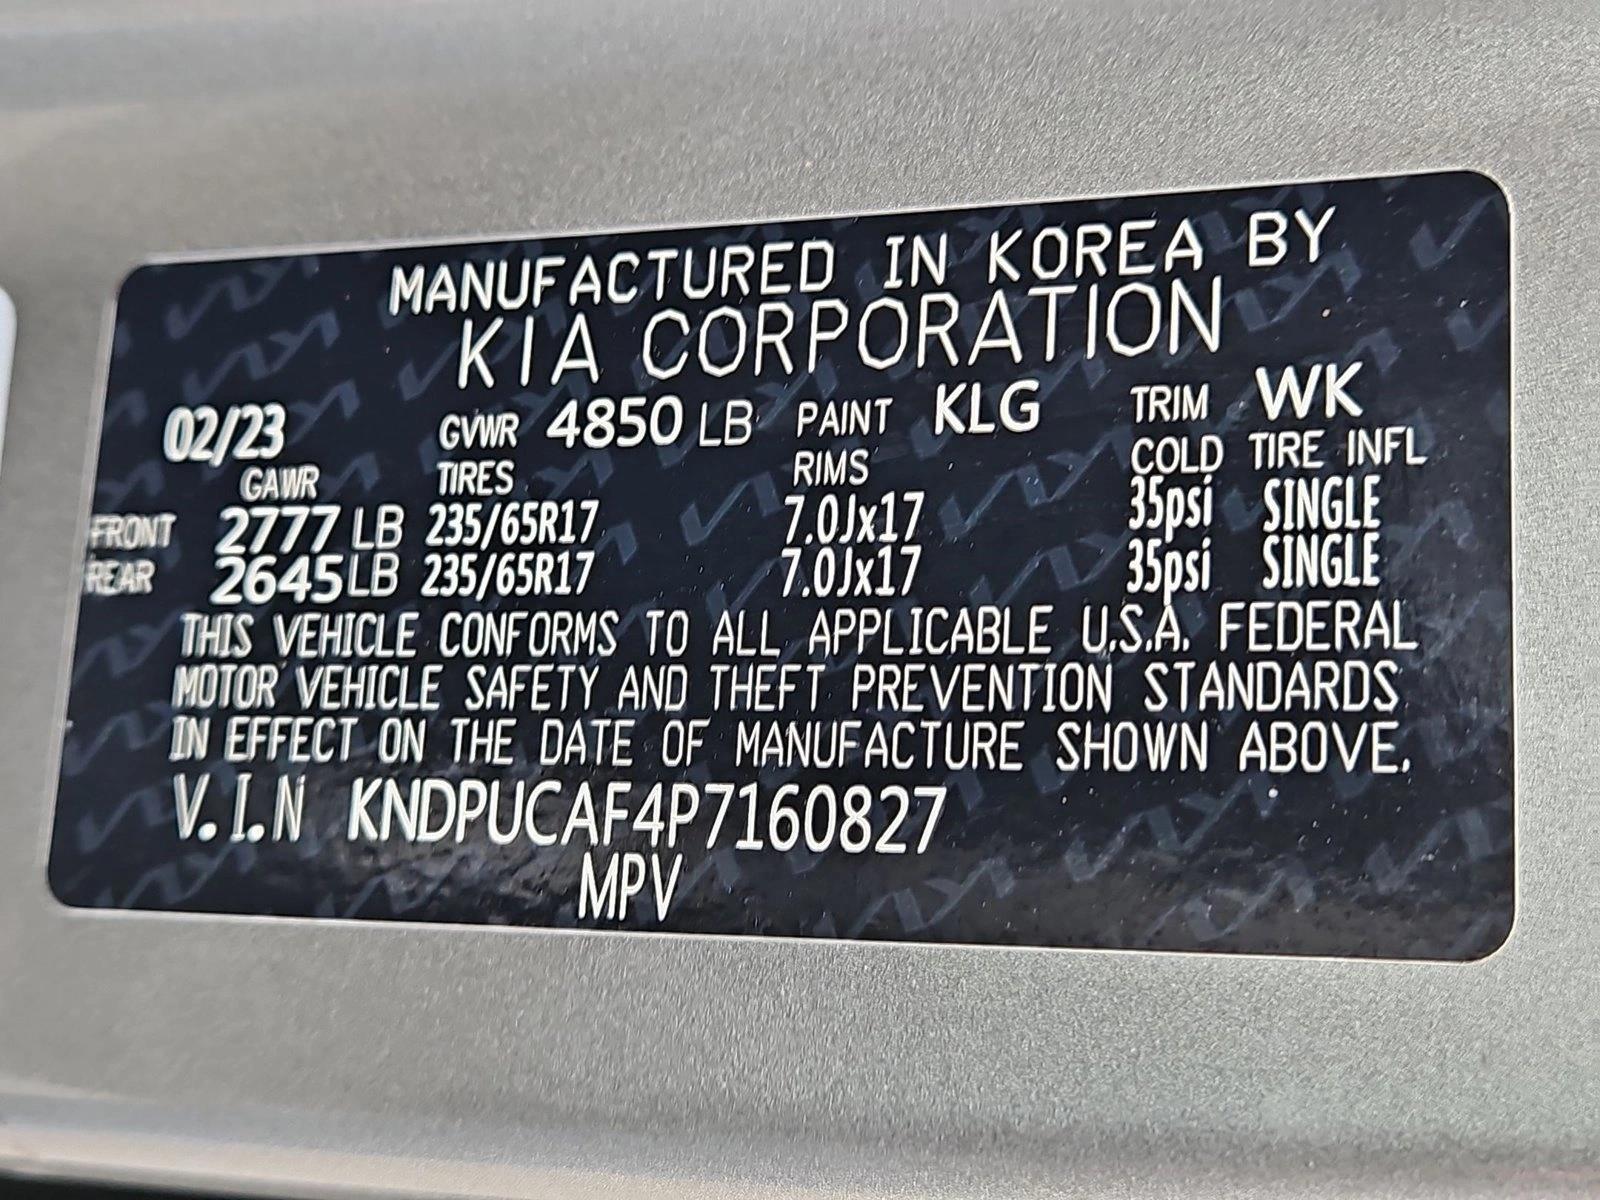 MANUFACTURED IN KOREA BY
KIA CORPORATION
02/23 GVWR 4850 LB PAINT KLG TRIM WK
GAWR TIRES RIMS COLD TIRE INFL
FRONT 2777 LB 235/65R17 7.0Jx17 35psi SINGLE
REAR 2645 LB 235/65R17 7.0Jx17 35psi SINGLE
THIS VEHICLE CONFORMS TO ALL APPLICABLE U.S.A. FEDERAL
MOTOR VEHICLE SAFETY AND THEFT PREVENTION STANDARDS
IN EFFECT ON THE DATE OF MANUFACTURE SHOWN ABOVE.
V.I.N KNDPUCAF4P7160827
MPV